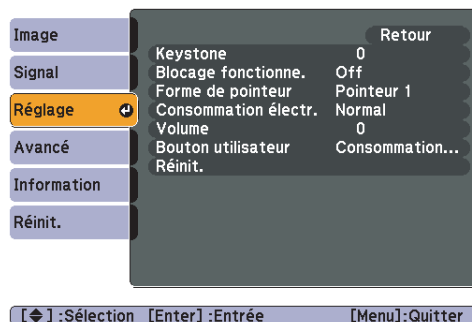 Image
Signal
Réglage
Avancé
Information
Réinit.
Retour
Keystone 0
Blocage fonctionne. Off
Forme de pointeur Pointeur 1
Consommation électr. Normal
Volume 0
Bouton utilisateur Consommation...
Réinit.
[◆] :Sélection [Enter] :Entrée [Menu]:Quitter